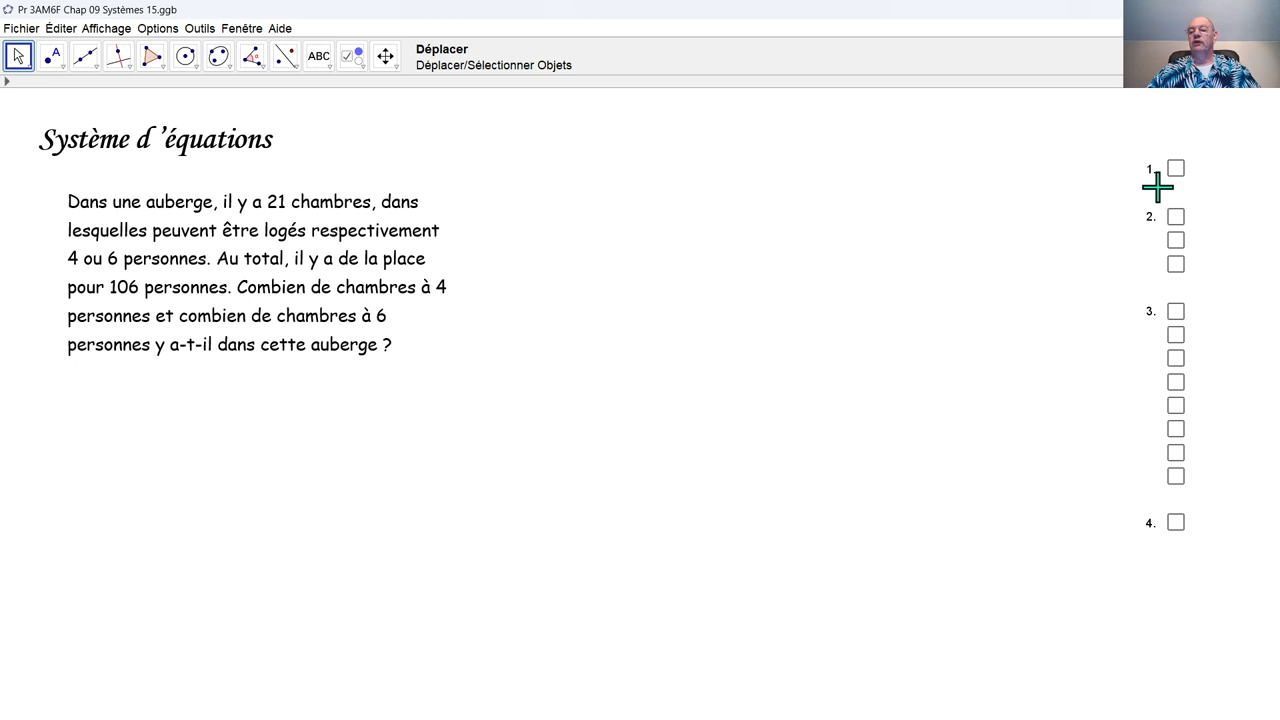 Pr 3AM6F Chap 09 Systèmes 15.ggb
Fichier Éditer Affichage Options Outils Fenêtre Aide
A
ABC
Déplacer
Déplacer/Sélectionner Objets
Système d ’équations
Dans une auberge, il y a 21 chambres, dans
lesquelles peuvent être logés respectivement
4 ou 6 personnes. Au total, il y a de la place
pour 106 personnes. Combien de chambres à 4
personnes et combien de chambres à 6
personnes y a-t-il dans cette auberge ?
1.
2.
3.
4.